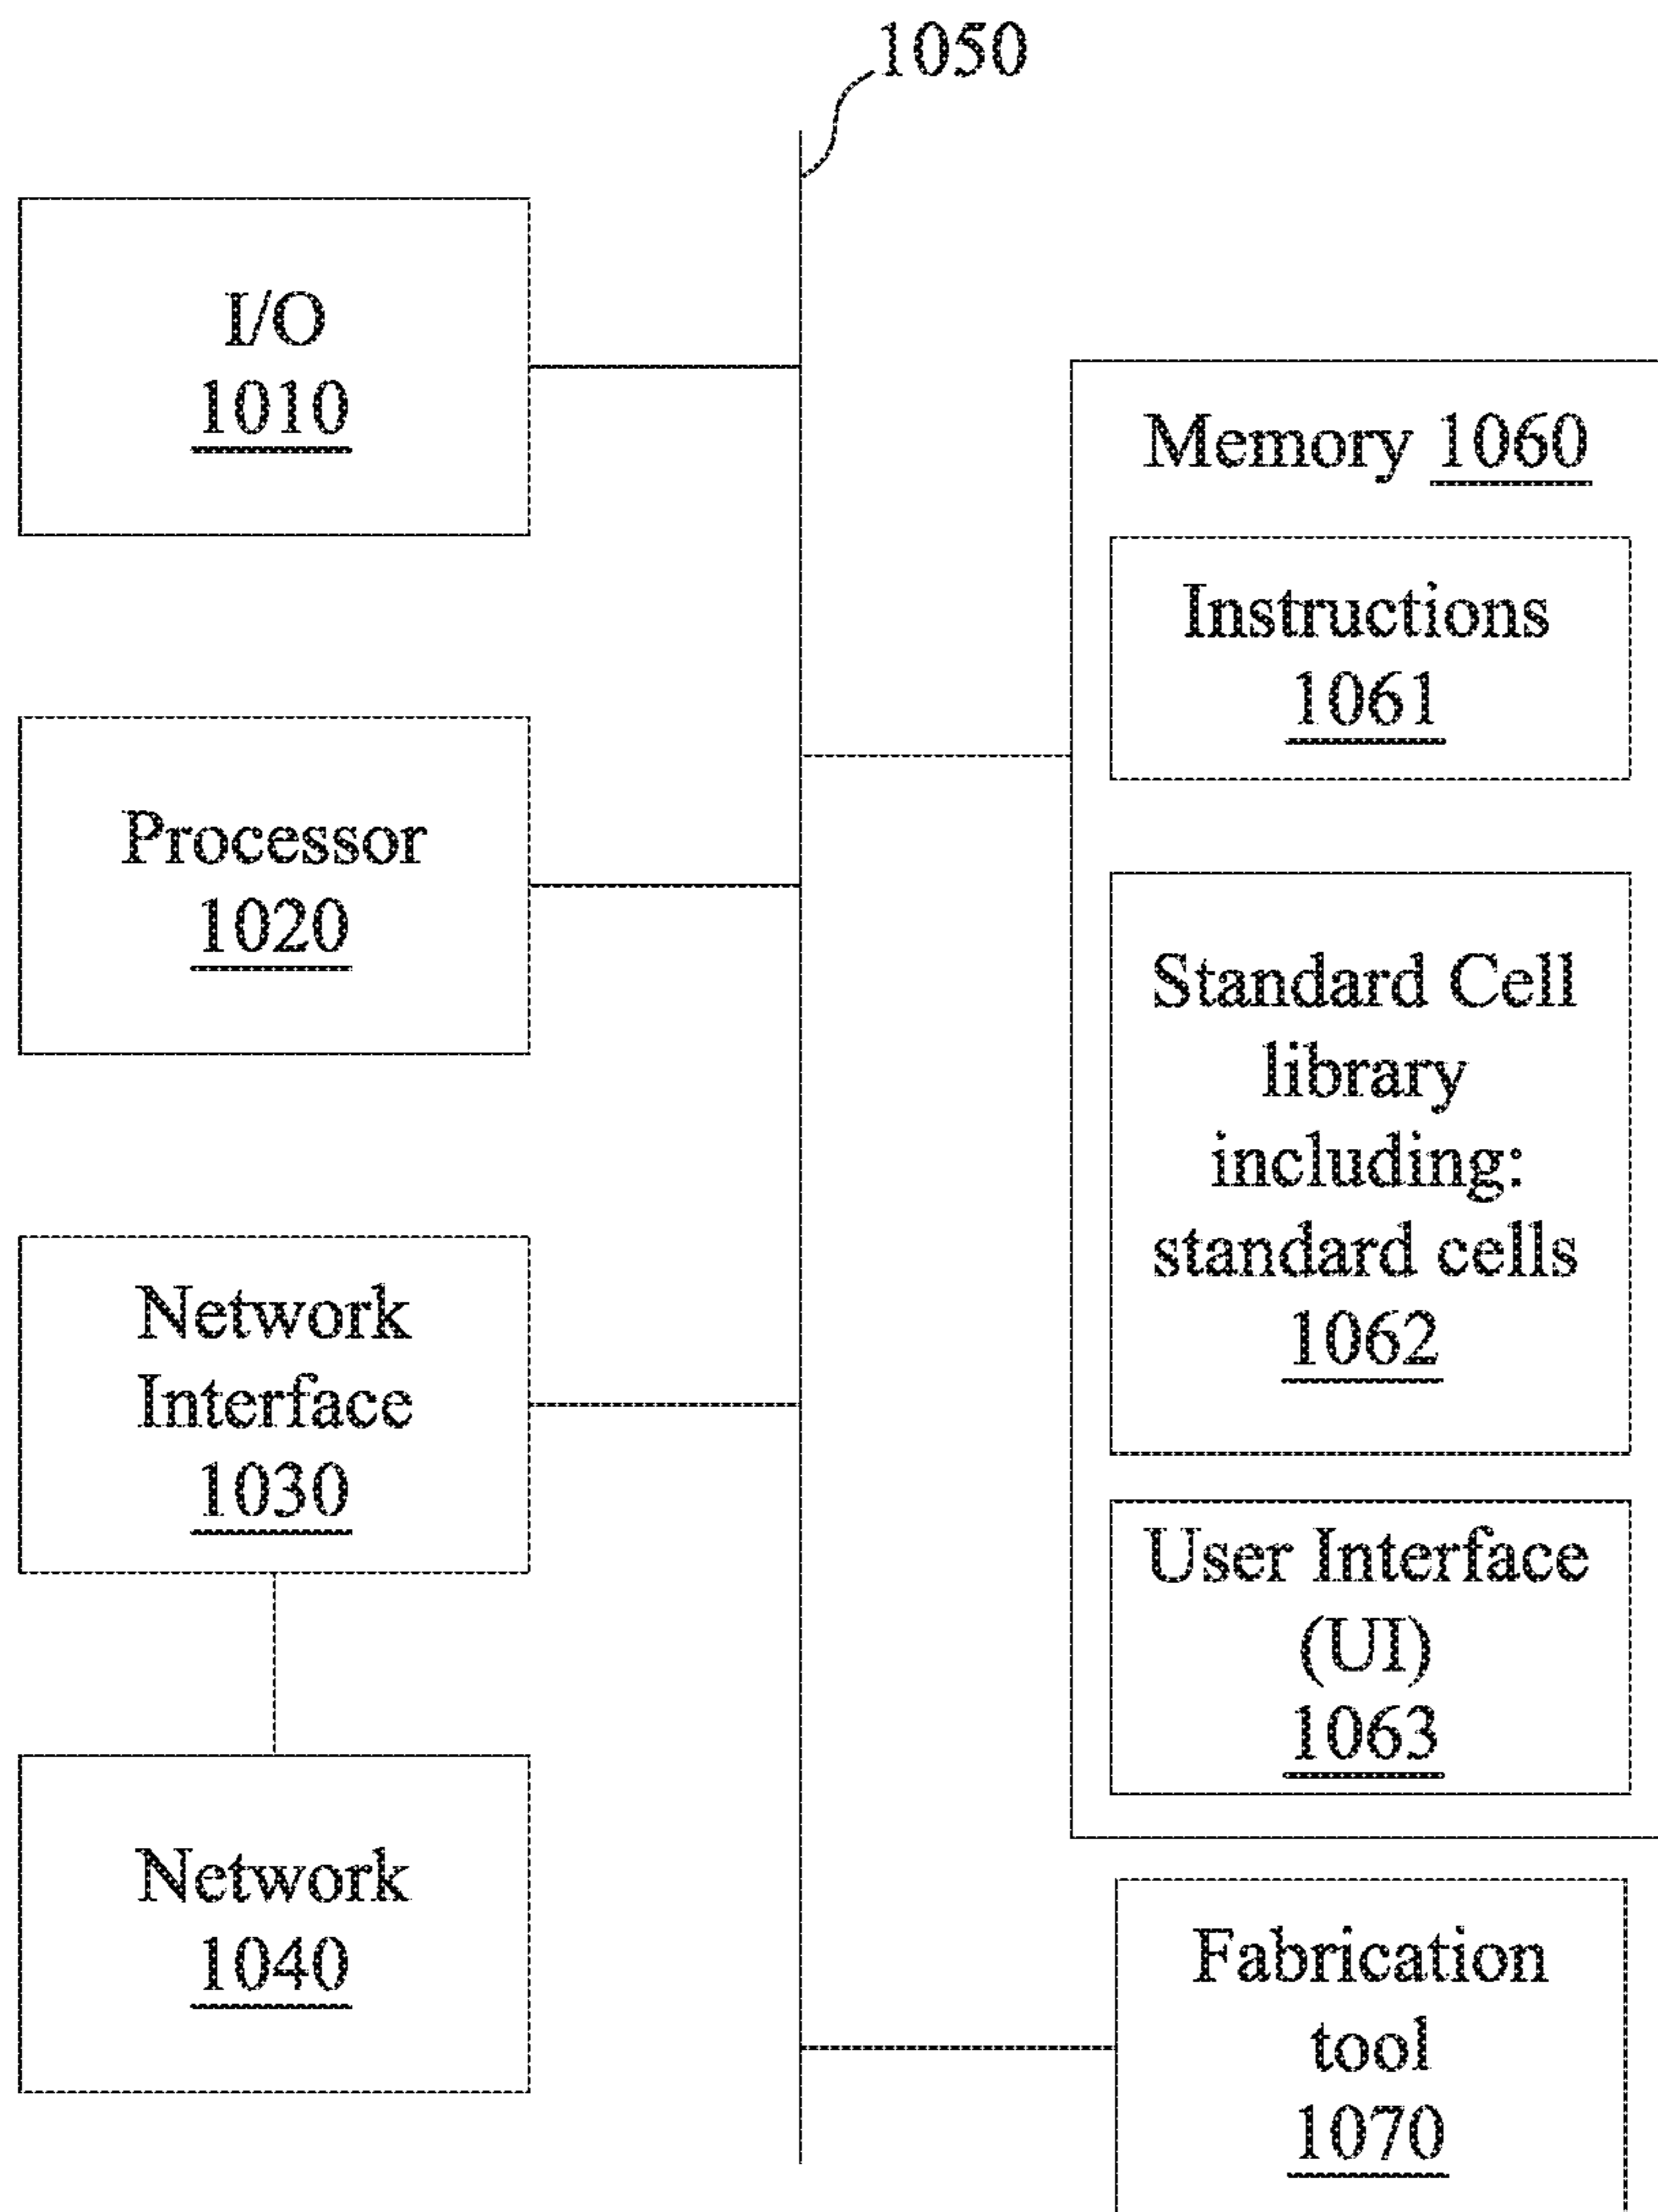 1050
I/O
1010
Processor
1020
Network
Interface
1030
Network
1040
Memory 1060
Instructions
1061
Standard Cell
library
including:
standard cells
1062
User Interface
(UI)
1063
Fabrication
tool
1070